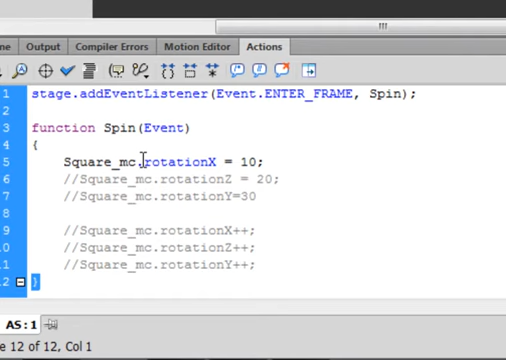 ne Output Compiler Errors Motion Editor Actions
1 stage.addEventListener(Event.ENTER_FRAME, Spin);
2
3 function Spin(Event)
4 {
5 Square_mc.rotationX = 10;
6 //Square_mc.rotationZ = 20;
7 //Square_mc.rotationY=30
8
9 //Square_mc.rotationX++;
10 //Square_mc.rotationZ++;
11 //Square_mc.rotationY++;
12 }
AS:1
e 12 of 12, Col 1